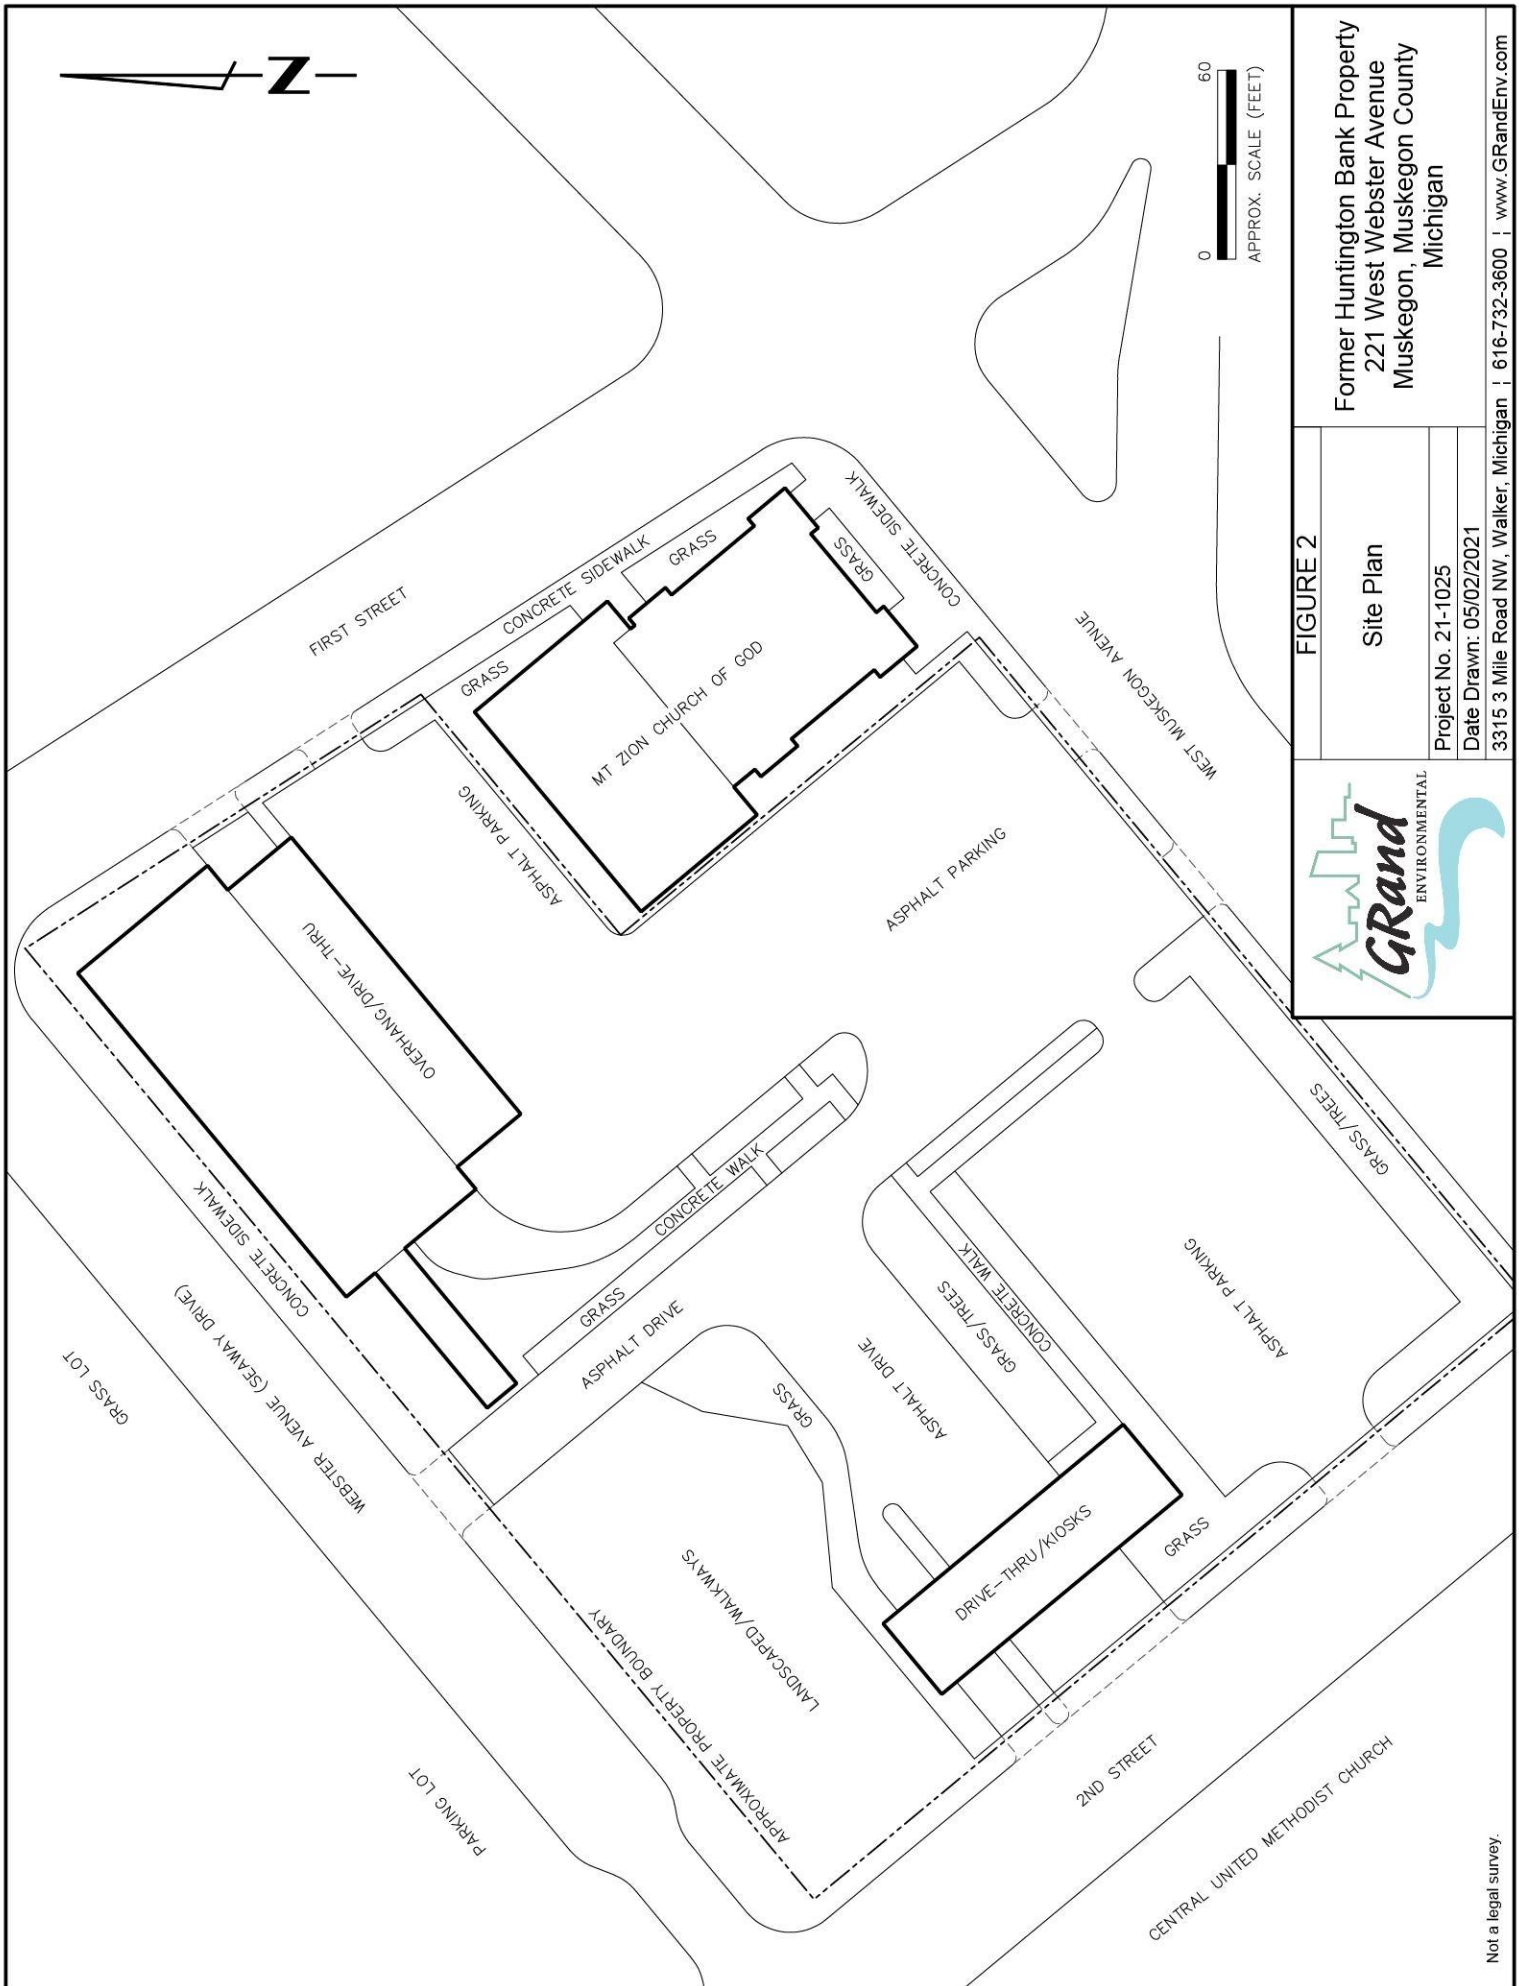 N
0
60
APPROX. SCALE (FEET)
FIRST STREET
CONCRETE SIDEWALK
GRASS
GRASS
GRASS
CONCRETE SIDEWALK
MT ZION CHURCH OF GOD
ASPHALT PARKING
WEST MUSKEGON AVENUE
OVERHANG/DRIVE-THRU
ASPHALT PARKING
CONCRETE SIDEWALK
WEBSTER AVENUE (SEAWAY DRIVE)
GRASS LOT
CONCRETE WALK
GRASS
ASPHALT DRIVE
GRASS
ASPHALT DRIVE
GRASS/TREES
CONCRETE WALK
GRASS/TREES
ASPHALT PARKING
LANDSCAPED/WALKWAYS
APPROXIMATE PROPERTY BOUNDARY
DRIVE-THRU/KIOSKS
GRASS
PARKING LOT
2ND STREET
CENTRAL UNITED METHODIST CHURCH
Not a legal survey.
GRand
ENVIRONMENTAL
FIGURE 2
Site Plan
Project No. 21-1025
Date Drawn: 05/02/2021
Former Huntington Bank Property
221 West Webster Avenue
Muskegon, Muskegon County
Michigan
3315 3 Mile Road NW, Walker, Michigan | 616-732-3600 | www.GRandEnv.com